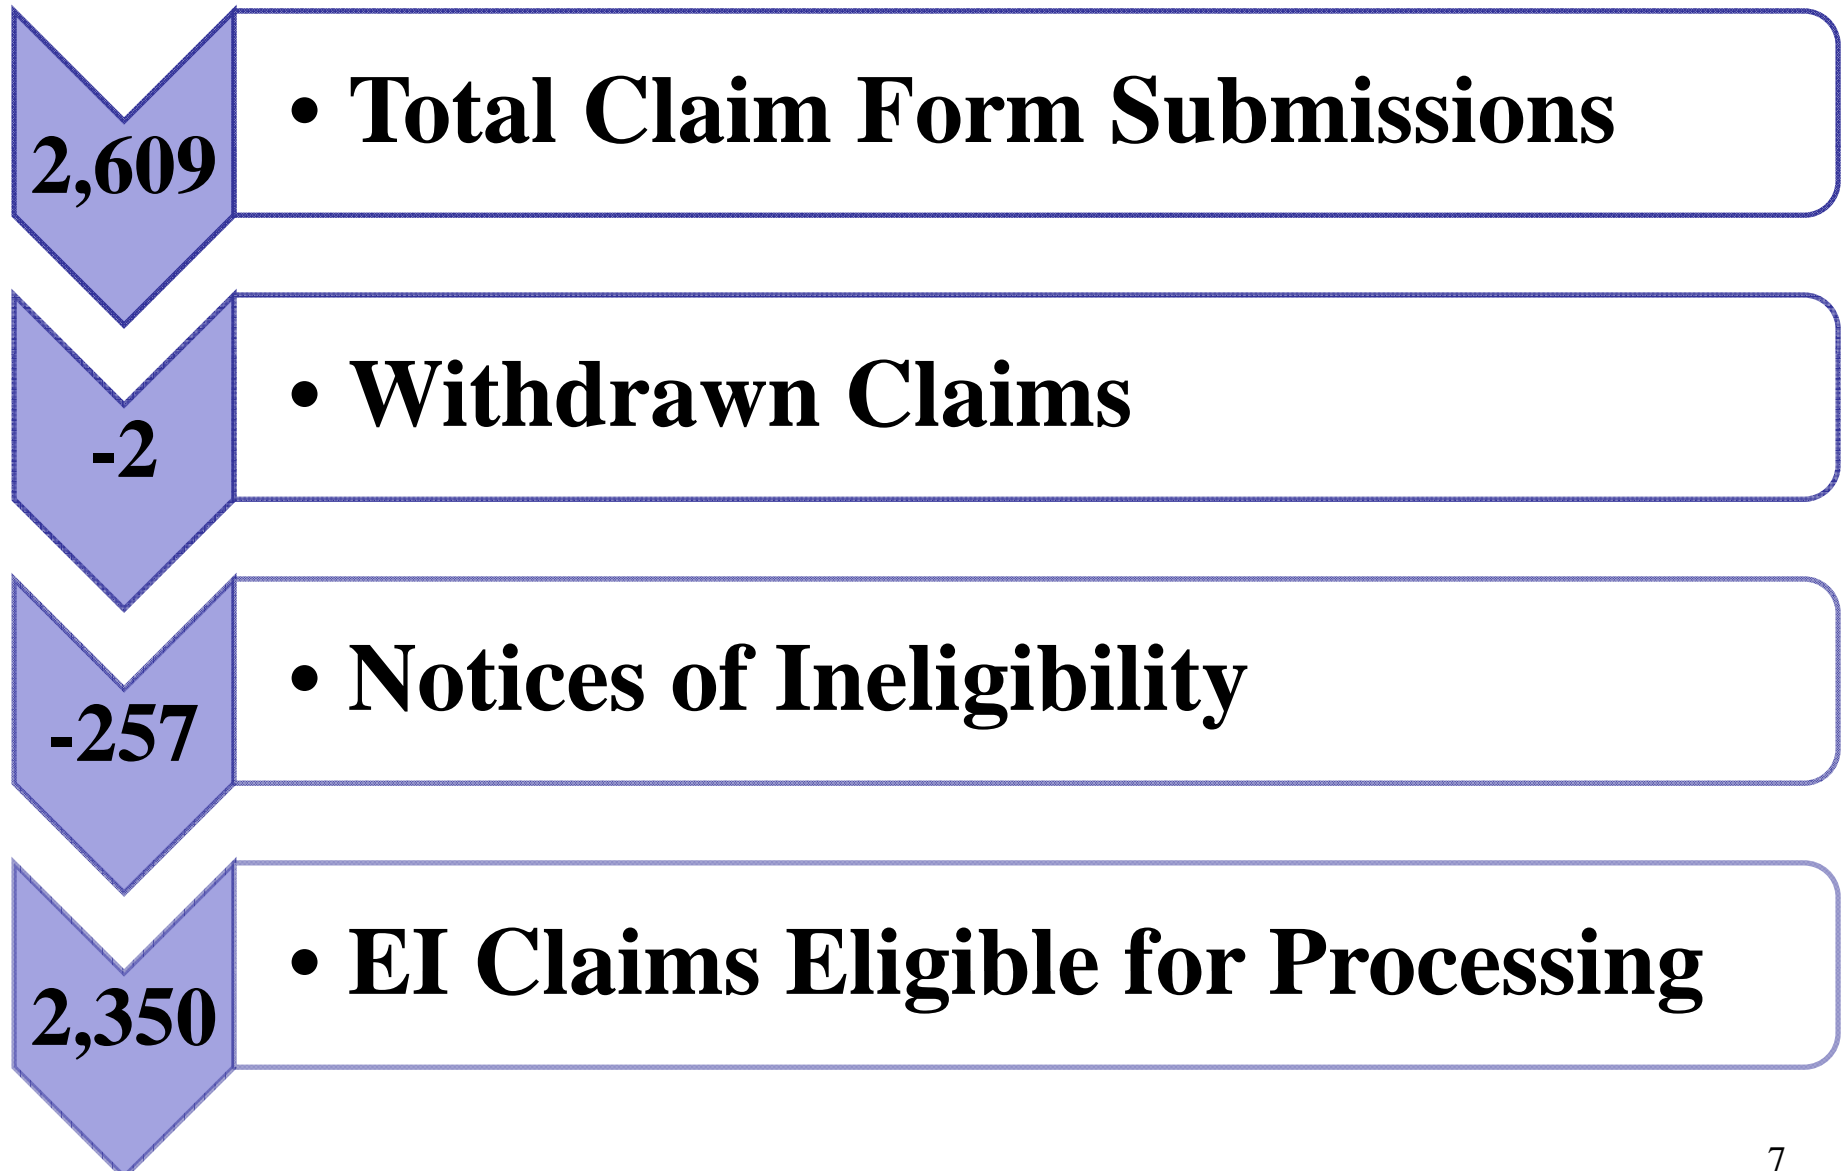 2,609
• Total Claim Form Submissions
-2
• Withdrawn Claims
-257
• Notices of Ineligibility
2,350
• EI Claims Eligible for Processing
7